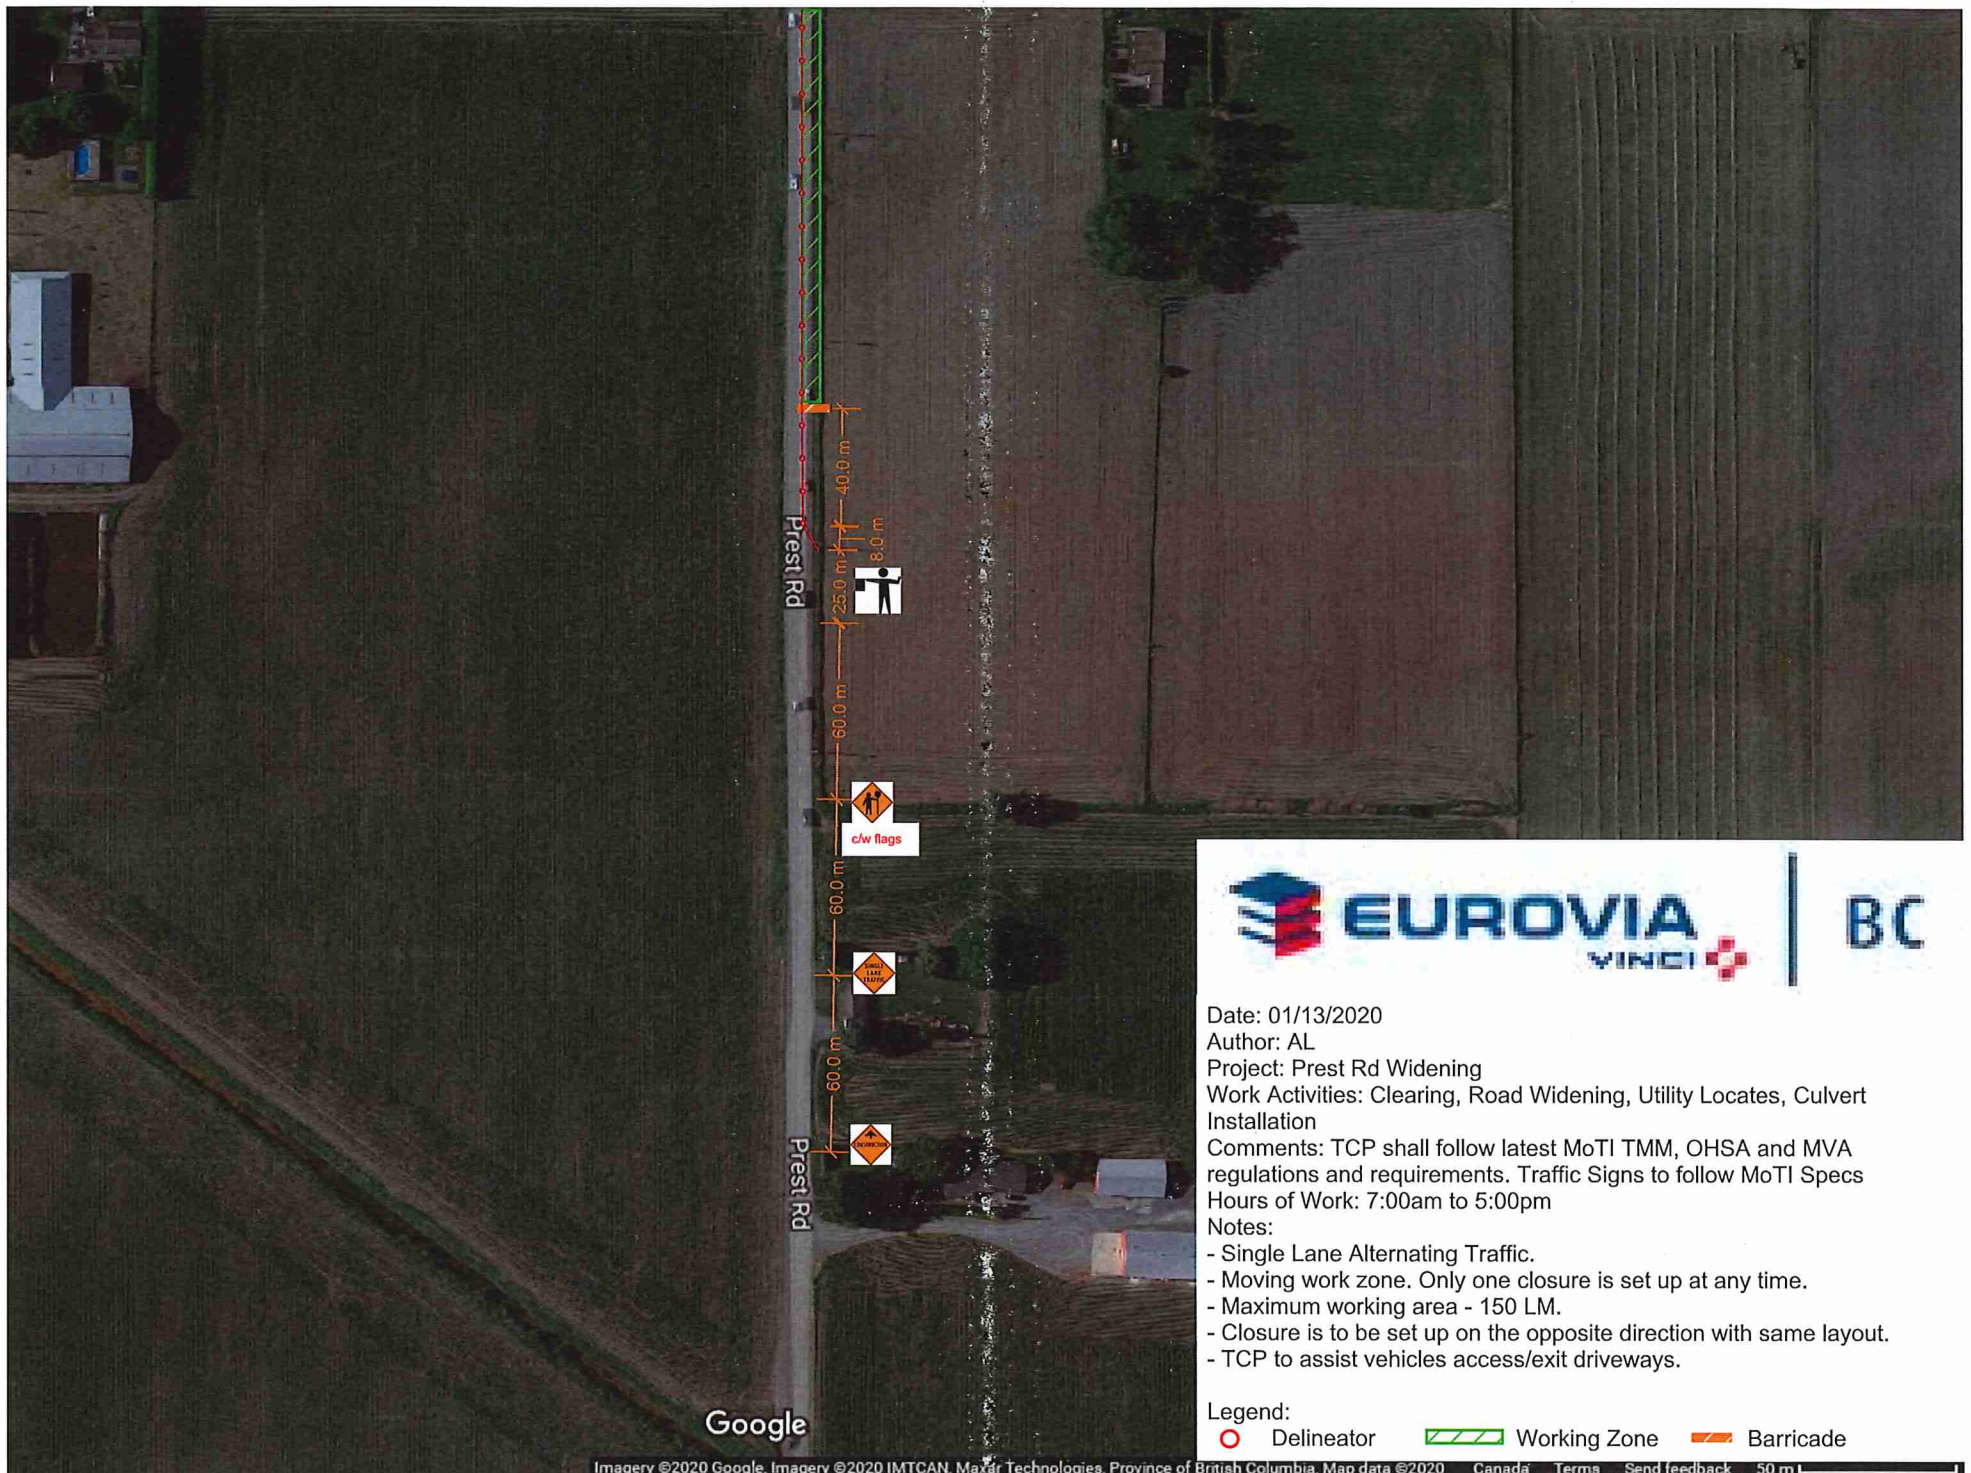 40.0 m
8.0 m
Prest Rd
25.0 m
60.0 m
c/w flags
60.0 m
SINGLE
LANE
TRAFFIC
60.0 m
CONSTRUCTION
Prest Rd
EUROVIA
VINCI
BC
Date: 01/13/2020
Author: AL
Project: Prest Rd Widening
Work Activities: Clearing, Road Widening, Utility Locates, Culvert
Installation
Comments: TCP shall follow latest MoTI TMM, OHSA and MVA
regulations and requirements. Traffic Signs to follow MoTI Specs
Hours of Work: 7:00am to 5:00pm
Notes:
- Single Lane Alternating Traffic.
- Moving work zone. Only one closure is set up at any time.
- Maximum working area - 150 LM.
- Closure is to be set up on the opposite direction with same layout.
- TCP to assist vehicles access/exit driveways.
Legend:
Delineator Working Zone Barricade
Google
Imagery ©2020 Google, Imagery ©2020 IMTCAN, Maxar Technologies, Province of British Columbia, Map data ©2020 Canada Terms Send feedback 50 m